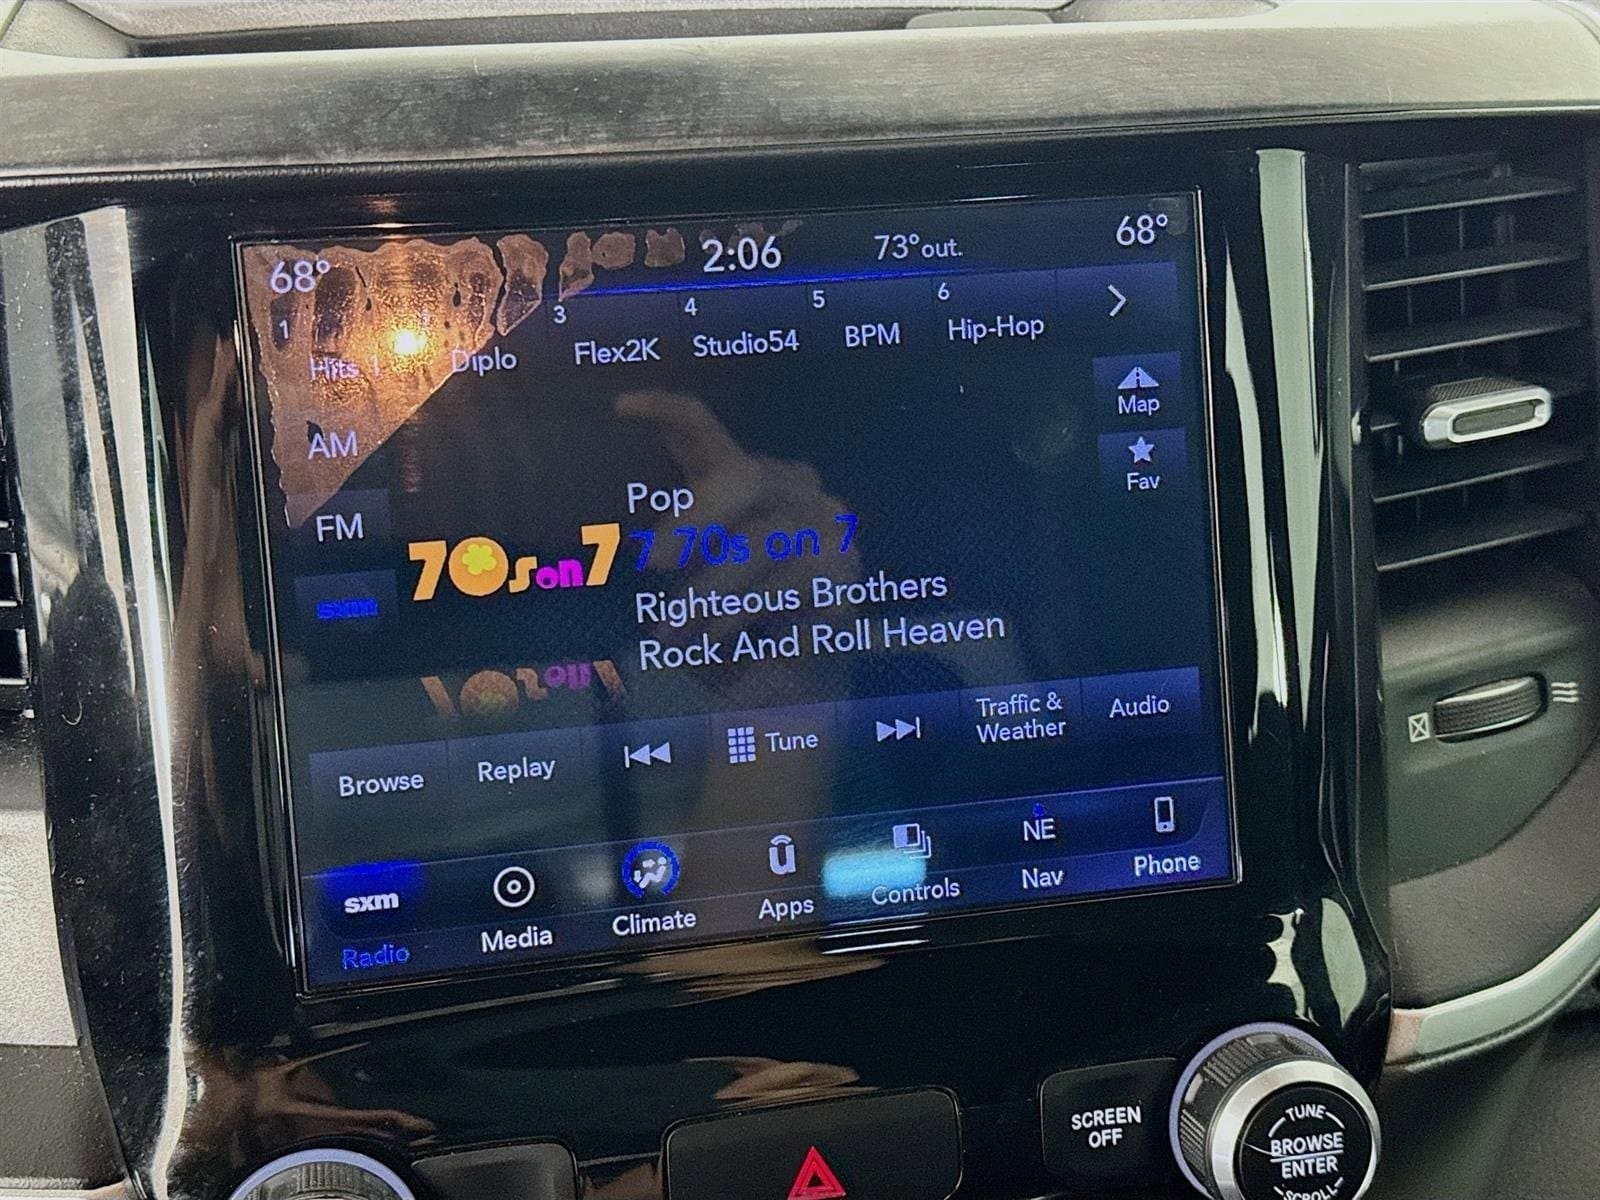 68° 2:06 73°out. 68°
1 3 4 5 6
Hits 1 Diplo Flex2K Studio54 BPM Hip-Hop
Map
AM
Fav
Pop
FM
70s on 7 7 70s on 7
sxm
Righteous Brothers
Rock And Roll Heaven
Browse Replay Tune Traffic & Weather Audio
sxm NE
Radio Media Climate Apps Controls Nav Phone
SCREEN OFF
TUNE
BROWSE
ENTER
SCROLL